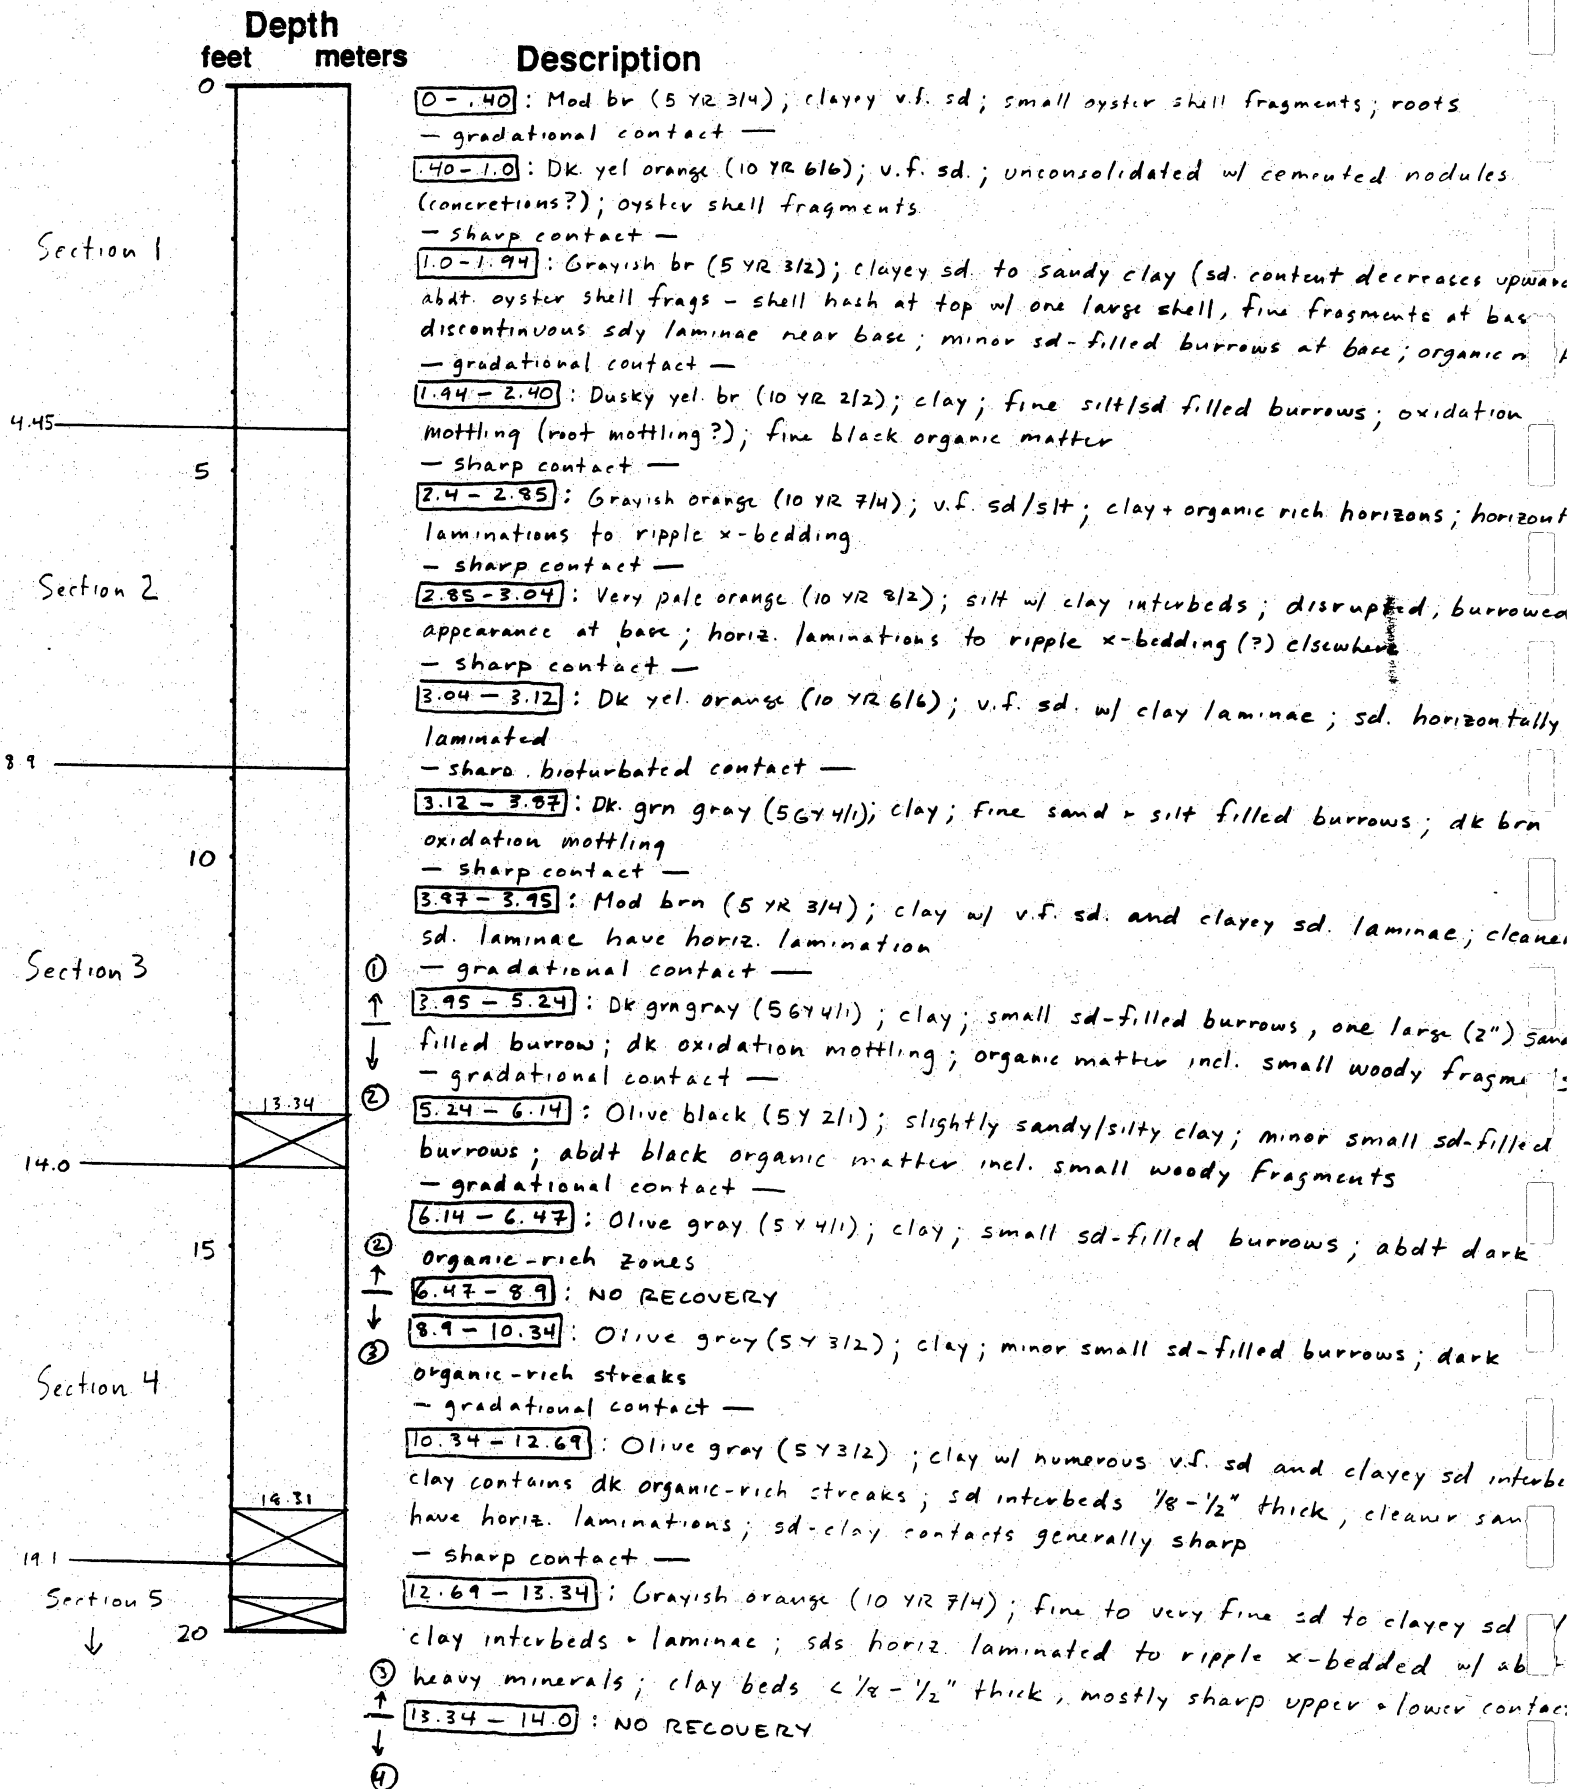 Depth
feet meters Description
0
0 - .40 : Mod br (5 YR 3/4) ; clayey v.f. sd ; small oyster shell fragments ; roots
— gradational contact —
.40 - 1.0 : Dk. yel orange (10 YR 6/6) ; v.f. sd. ; unconsolidated w/ cemented nodules
(concretions?) ; oyster shell fragments
— sharp contact —
Section 1
1.0 - 1.94 : Grayish br (5 YR 3/2) ; clayey sd. to sandy clay (sd. content decreases upward
abdt. oyster shell frags - shell hash at top w/ one large shell, fine fragments at bas
discontinuous sdy laminae near base ; minor sd-filled burrows at base ; organic
— gradational contact —
1.94 - 2.40 : Dusky yel. br (10 YR 2/2) ; clay ; fine silt/sd filled burrows ; oxidation
4.45
mottling (root mottling?) ; fine black organic matter
— sharp contact —
5
2.4 - 2.85 : Grayish orange (10 YR 7/4) ; v.f. sd/slt ; clay + organic rich horizons ; horizont
laminations to ripple x-bedding
— sharp contact —
Section 2
2.85 - 3.04 : Very pale orange (10 YR 8/2) ; silt w/ clay interbeds ; disrupted, burrowed
appearance at base ; horiz. laminations to ripple x-bedding (?) elsewhere
— sharp contact —
3.04 - 3.12 : Dk yel. orange (10 YR 6/6) ; v.f. sd. w/ clay laminae ; sd. horizontally
laminated
8.9
— sharp, bioturbated contact —
3.12 - 3.87 : Dk. grn gray (5GY 4/1) ; clay ; fine sand + silt filled burrows ; dk brn
oxidation mottling
10
— sharp contact —
3.87 - 3.95 : Mod brn (5 YR 3/4) ; clay w/ v.f. sd. and clayey sd. laminae ; cleaner
sd. laminae have horiz. lamination
Section 3
① — gradational contact —
↑ 3.95 - 5.24 : Dk grn gray (5GY 4/1) ; clay ; small sd-filled burrows, one large (2") sand
↓ filled burrow ; dk oxidation mottling ; organic matter incl. small woody
— gradational contact —
13.34 ② 5.24 - 6.14 : Olive black (5Y 2/1) ; slightly sandy/silty clay ; minor small sd-filled
14.0
burrows ; abdt black organic matter incl. small woody fragments
— gradational contact —
6.14 - 6.47 : Olive gray (5Y 4/1) ; clay ; small sd-filled burrows ; abdt dark
15 ② organic-rich zones
↑ 6.47 - 8.9 : NO RECOVERY
↓ 8.9 - 10.34 : Olive gray (5Y 3/2) ; clay ; minor small sd-filled burrows ; dark
③ organic-rich streaks
Section 4
— gradational contact —
10.34 - 12.69 : Olive gray (5Y 3/2) ; clay w/ numerous v.f. sd and clayey sd interbe
clay contains dk organic-rich streaks ; sd interbeds 1/8 - 1/2" thick, cleaner san
18.31
have horiz. laminations ; sd-clay contacts generally sharp
19.1
— sharp contact —
Section 5
↓
12.69 - 13.34 : Grayish orange (10 YR 7/4) ; fine to very fine sd to clayey sd
20
clay interbeds + laminae ; sds horiz. laminated to ripple x-bedded w/ ab
③ heavy minerals ; clay beds < 1/8 - 1/2" thick, mostly sharp upper + lower contac
↑ 13.34 - 14.0 : NO RECOVERY
↓
④